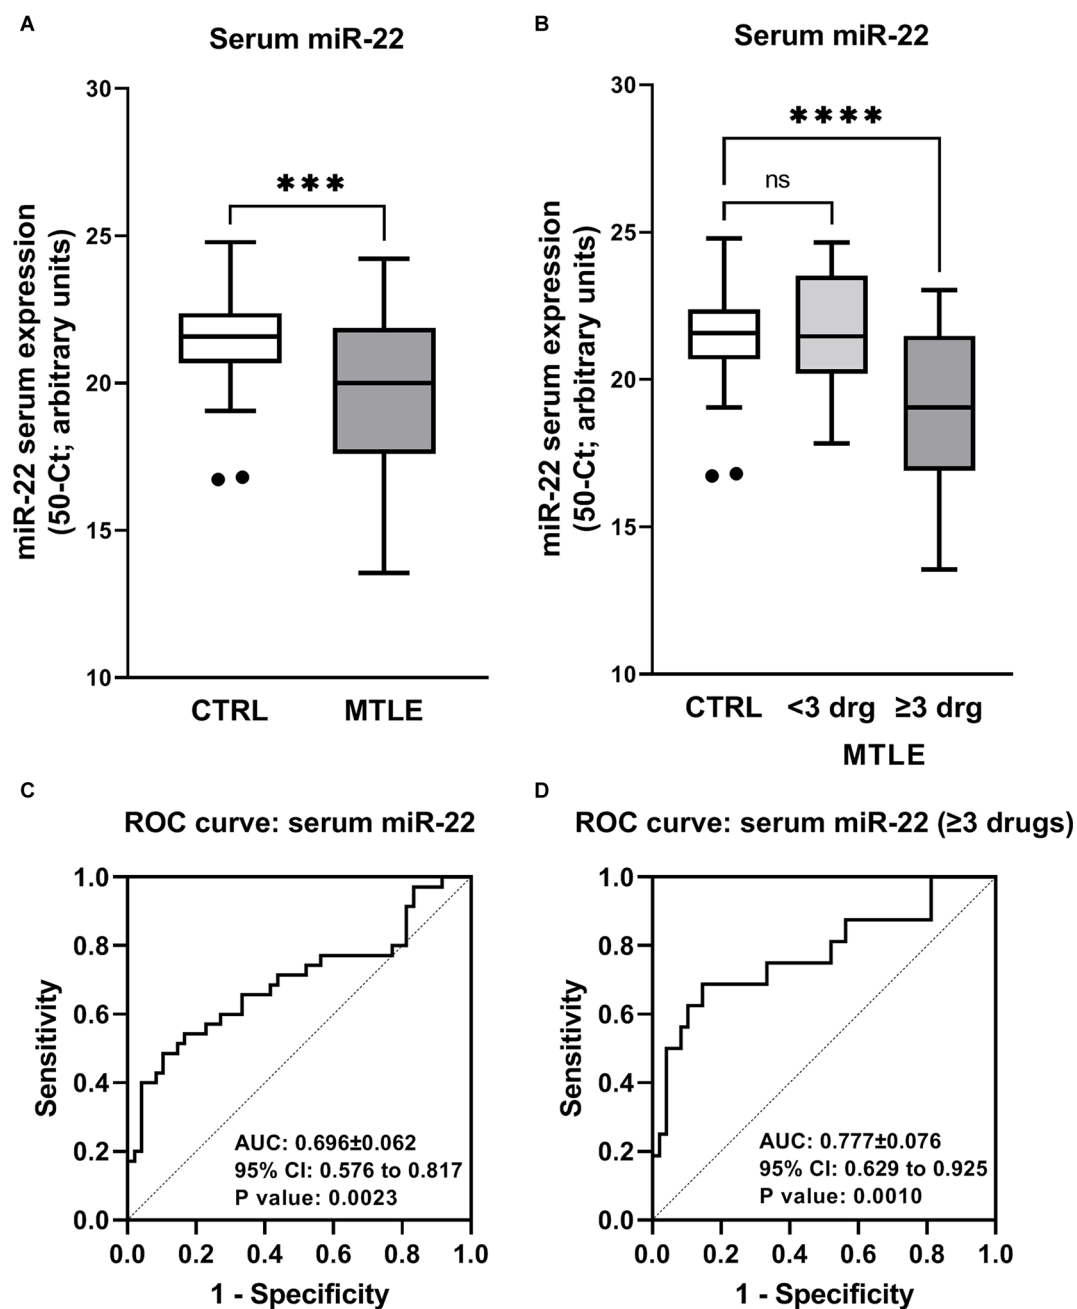 A
Serum miR-22
30
25
20
15
10
miR-22 serum expression
(50-Ct; arbitrary units)
***
CTRL
MTLE
B
Serum miR-22
30
25
20
15
10
miR-22 serum expression
(50-Ct; arbitrary units)
****
ns
CTRL
<3 drg
≥3 drg
MTLE
C
ROC curve: serum miR-22
1.0
0.8
0.6
0.4
0.2
0.0
Sensitivity
AUC: 0.696±0.062
95% CI: 0.576 to 0.817
P value: 0.0023
0.0
0.2
0.4
0.6
0.8
1.0
1 - Specificity
D
ROC curve: serum miR-22 (≥3 drugs)
1.0
0.8
0.6
0.4
0.2
0.0
Sensitivity
AUC: 0.777±0.076
95% CI: 0.629 to 0.925
P value: 0.0010
0.0
0.2
0.4
0.6
0.8
1.0
1 - Specificity